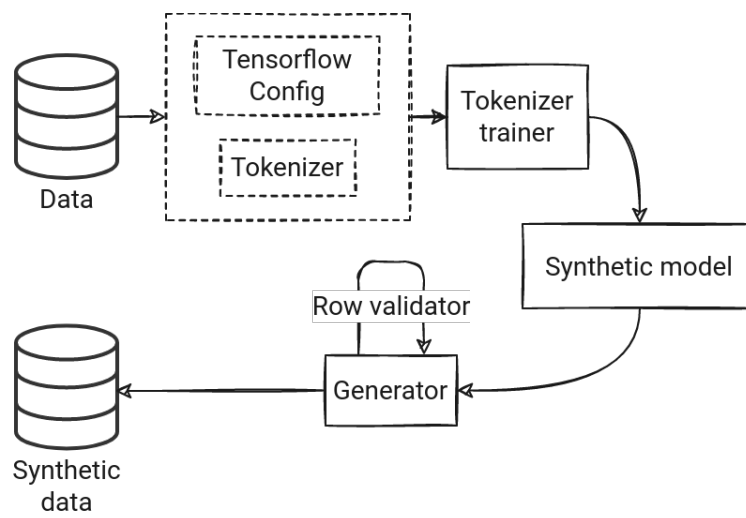 Tensorflow
Config
Tokenizer
Data
Tokenizer
trainer
Synthetic model
Row validator
Generator
Synthetic
data